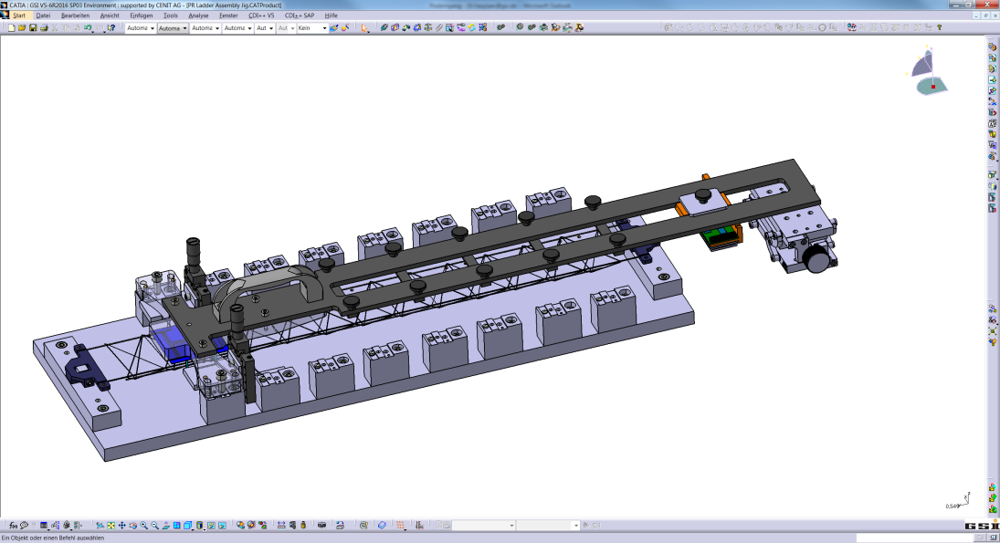 CATIA : GSI V5-6R2016 SP03 Environment : supported by CENIT AG - [PR Ladder Assembly Jig.CATProduct]
Start Datei Bearbeiten Ansicht Einfügen Tools Analyse Fenster CDI++ V5 CDI+ SAP Hilfe
Automa Automa Automa Automa Aut Aut Kein
z
x
0,549
f(x)
GSI
Ein Objekt oder einen Befehl auswählen